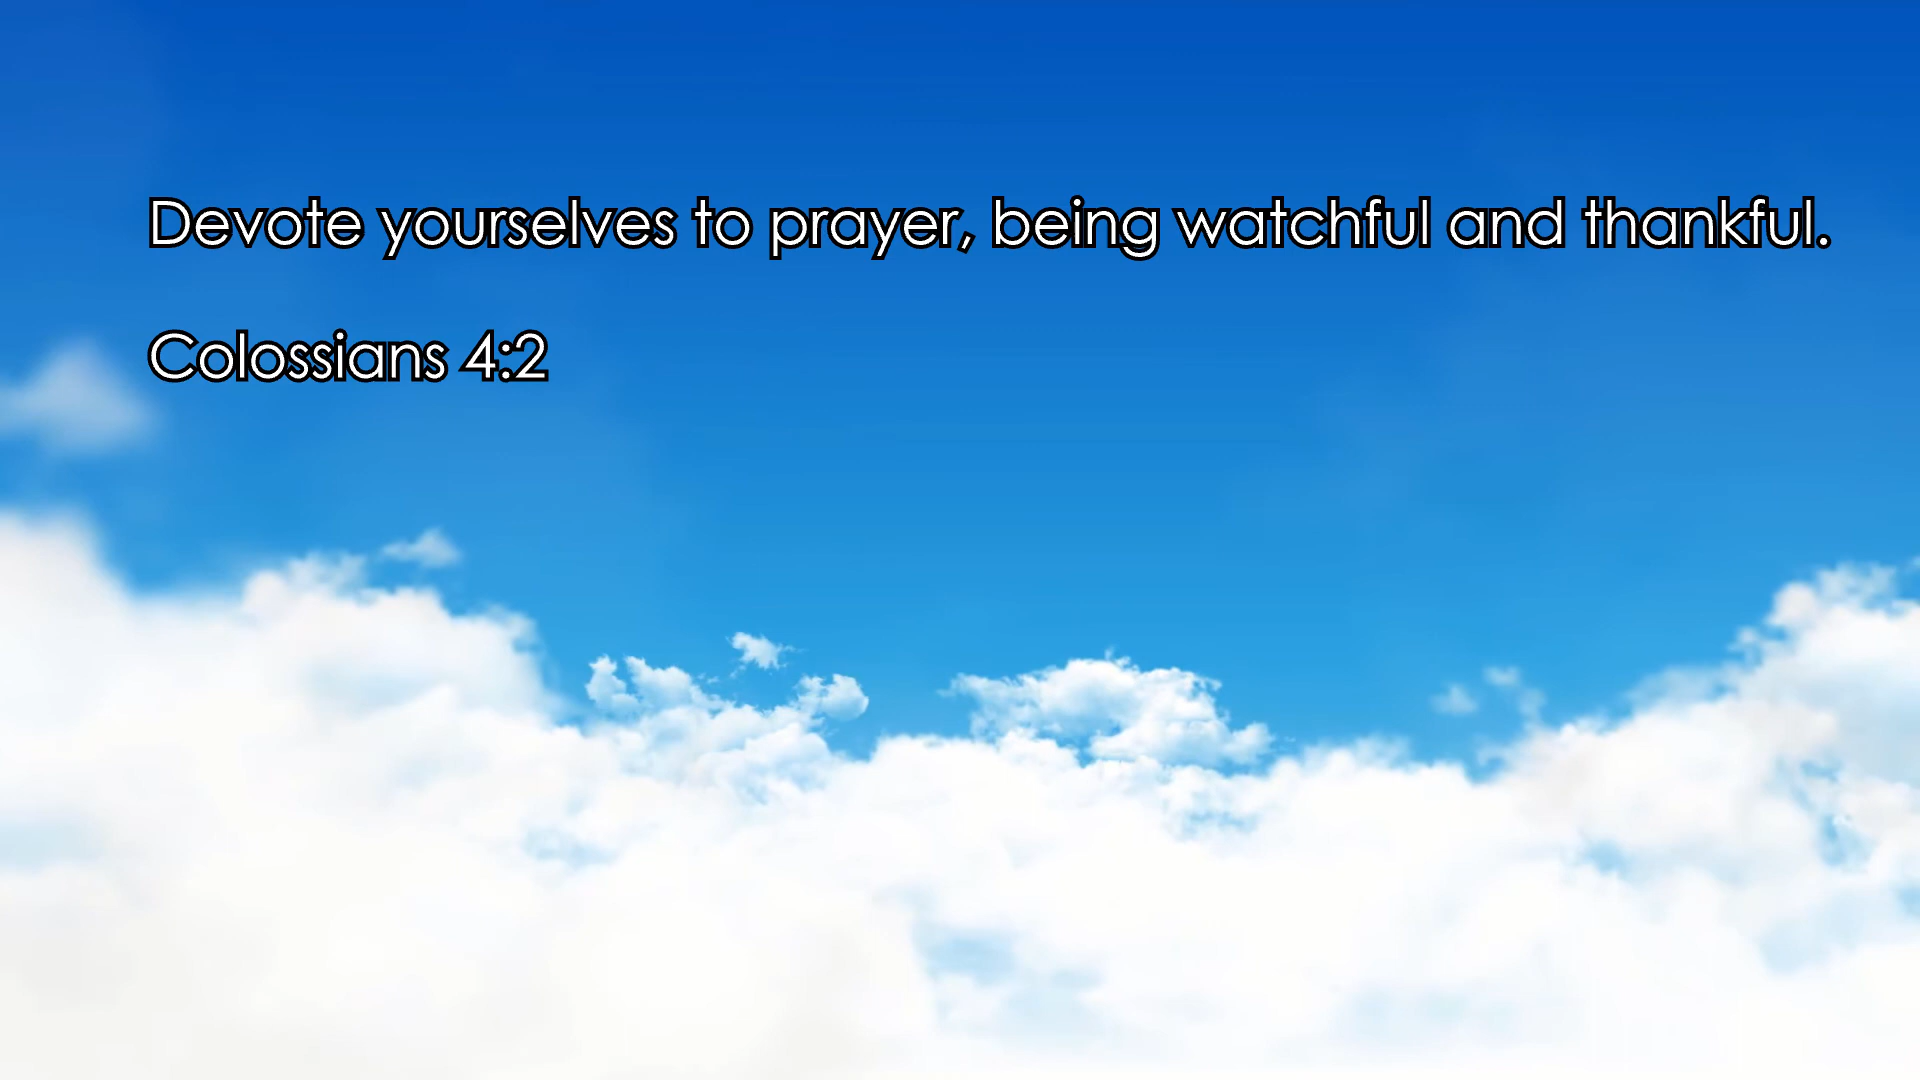 Devote yourselves to prayer, being watchful and thankful.
Colossians 4:2